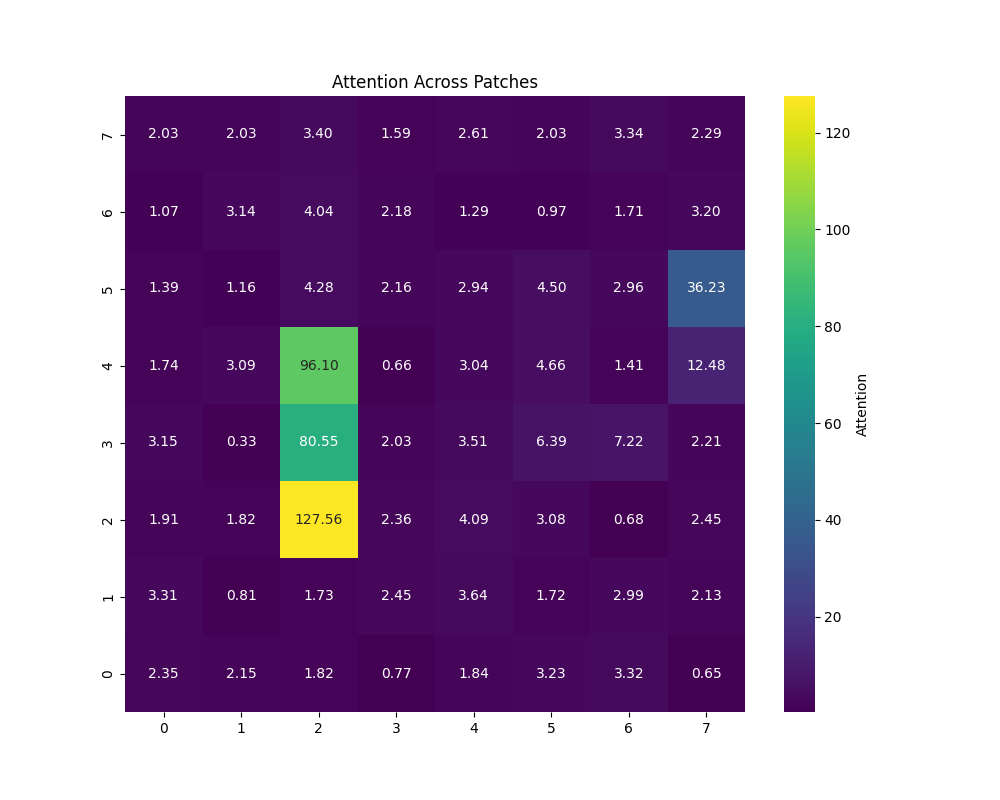 Attention Across Patches
7 2.03 2.03 3.40 1.59 2.61 2.03 3.34 2.29
6 1.07 3.14 4.04 2.18 1.29 0.97 1.71 3.20
5 1.39 1.16 4.28 2.16 2.94 4.50 2.96 36.23
4 1.74 3.09 96.10 0.66 3.04 4.66 1.41 12.48
3 3.15 0.33 80.55 2.03 3.51 6.39 7.22 2.21
2 1.91 1.82 127.56 2.36 4.09 3.08 0.68 2.45
1 3.31 0.81 1.73 2.45 3.64 1.72 2.99 2.13
0 2.35 2.15 1.82 0.77 1.84 3.23 3.32 0.65
0 1 2 3 4 5 6 7
120
100
80
60
40
20
Attention